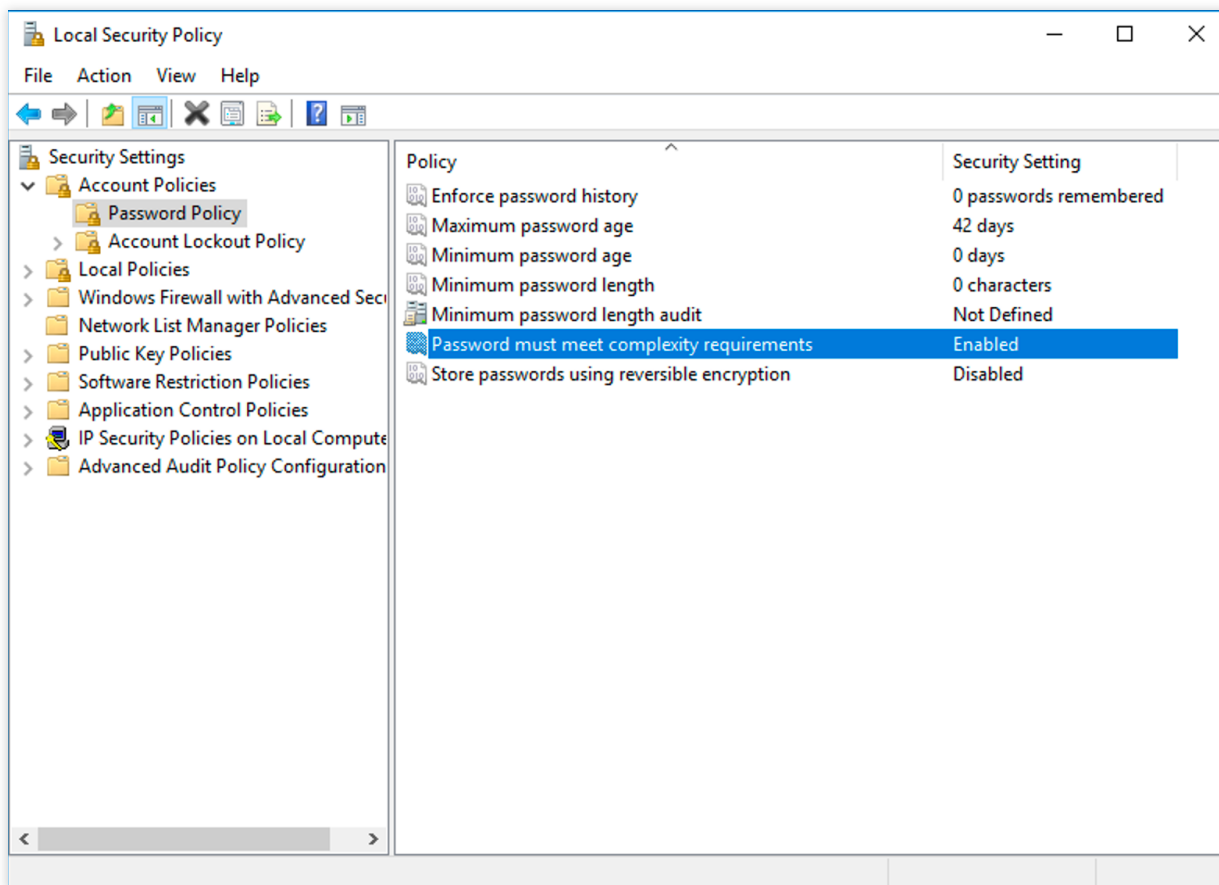 Local Security Policy
File Action View Help
Security Settings
Account Policies
Password Policy
Account Lockout Policy
Local Policies
Windows Firewall with Advanced Secu
Network List Manager Policies
Public Key Policies
Software Restriction Policies
Application Control Policies
IP Security Policies on Local Compute
Advanced Audit Policy Configuration
Policy Security Setting
Enforce password history 0 passwords remembered
Maximum password age 42 days
Minimum password age 0 days
Minimum password length 0 characters
Minimum password length audit Not Defined
Password must meet complexity requirements Enabled
Store passwords using reversible encryption Disabled